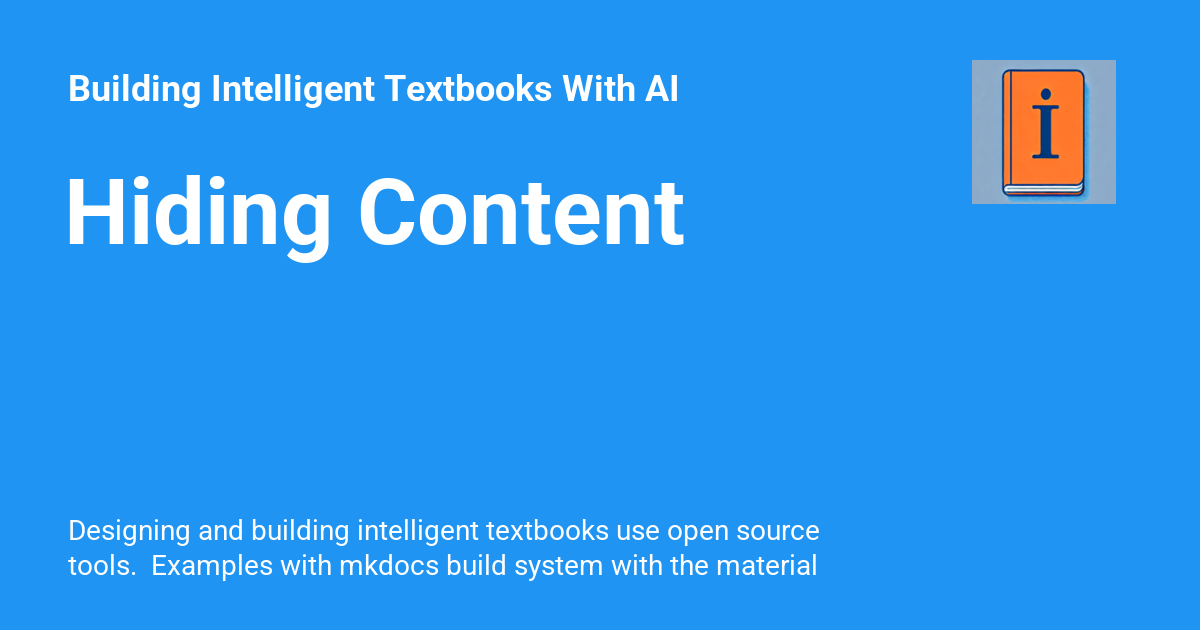 Building Intelligent Textbooks With AI
i
Hiding Content
Designing and building intelligent textbooks use open source
tools.  Examples with mkdocs build system with the material